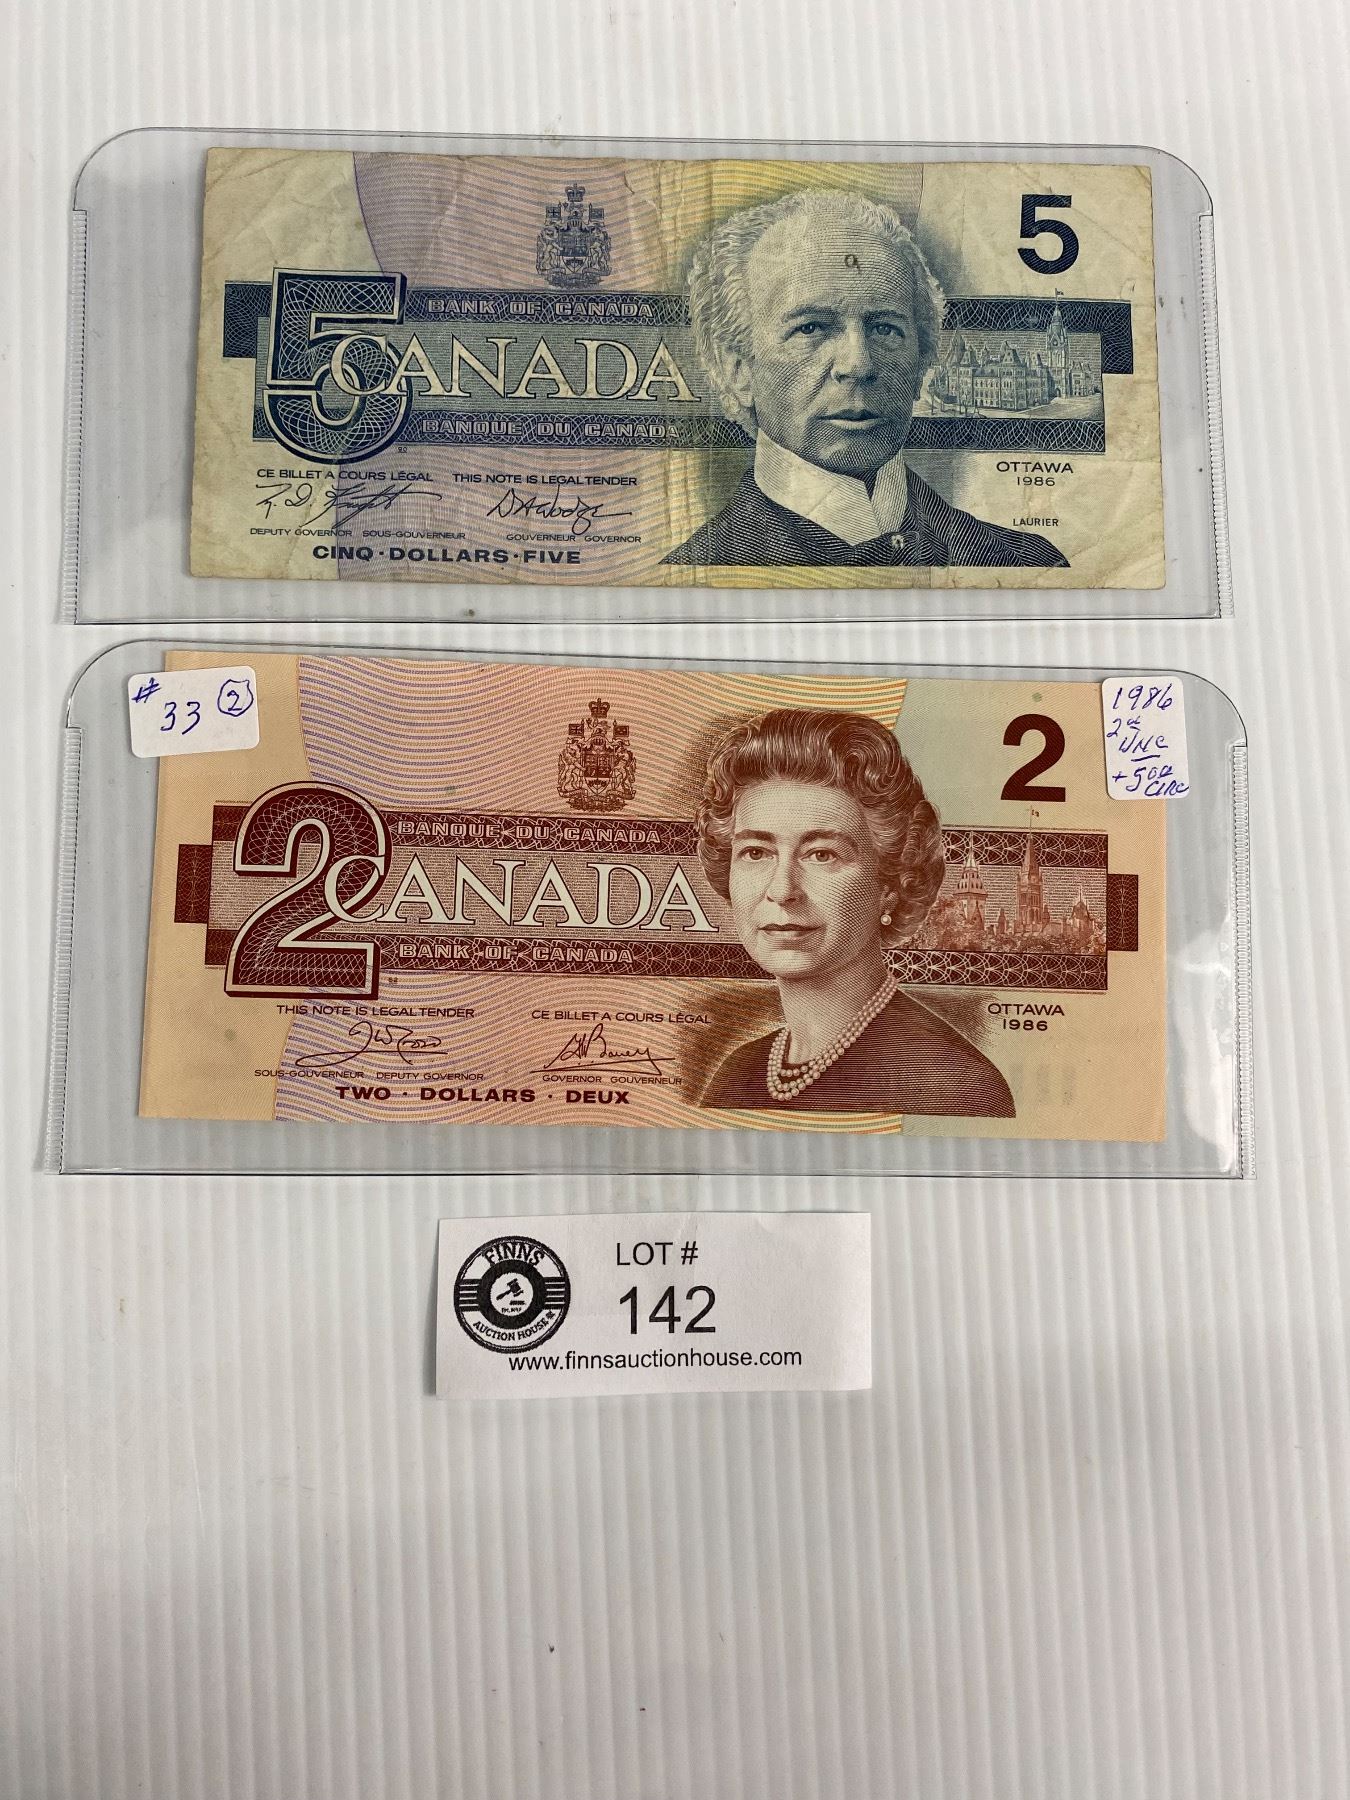 5
5
BANK OF CANADA
CANADA
BANQUE DU CANADA
CE BILLET A COURS LÉGAL THIS NOTE IS LEGAL TENDER
OTTAWA
1986
LAURIER
DEPUTY GOVERNOR SOUS-GOUVERNEUR GOUVERNEUR GOVERNOR
CINQ · DOLLARS · FIVE
# 33 2
1986
2
UNC
+ 5
CIRC
2
2
BANQUE DU CANADA
CANADA
BANK OF CANADA
THIS NOTE IS LEGAL TENDER CE BILLET A COURS LÉGAL
OTTAWA
1986
SOUS-GOUVERNEUR DEPUTY GOVERNOR GOVERNOR GOUVERNEUR
TWO · DOLLARS · DEUX
FINNS
AUCTION HOUSE
LOT #
142
www.finnsauctionhouse.com